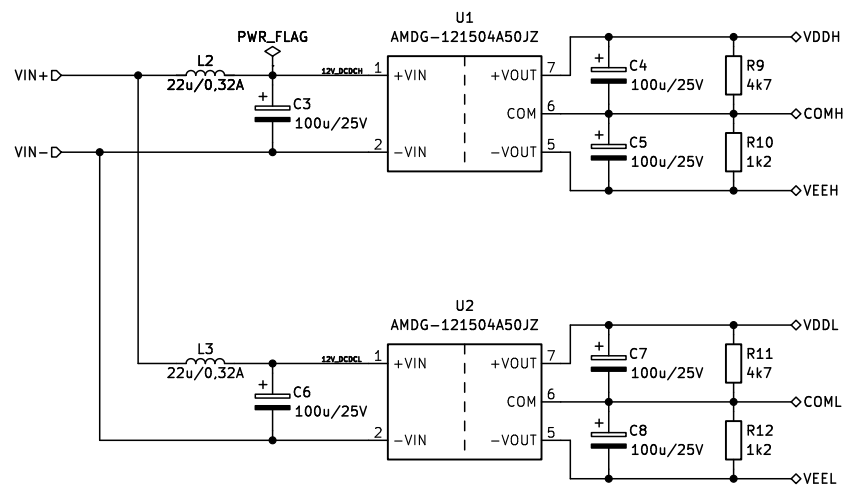 U1
AMDG-121504A50JZ
PWR_FLAG
VDDH
L2
VIN+
22u/0,32A
12V_DCDCH
1
+VIN
+VOUT
7
C4
100u/25V
R9
4k7
C3
100u/25V
COM
6
COMH
VIN-
2
-VIN
-VOUT
5
C5
100u/25V
R10
1k2
VEEH
U2
AMDG-121504A50JZ
VDDL
L3
22u/0,32A
12V_DCDCL
1
+VIN
+VOUT
7
C7
100u/25V
R11
4k7
C6
100u/25V
COM
6
COML
2
-VIN
-VOUT
5
C8
100u/25V
R12
1k2
VEEL